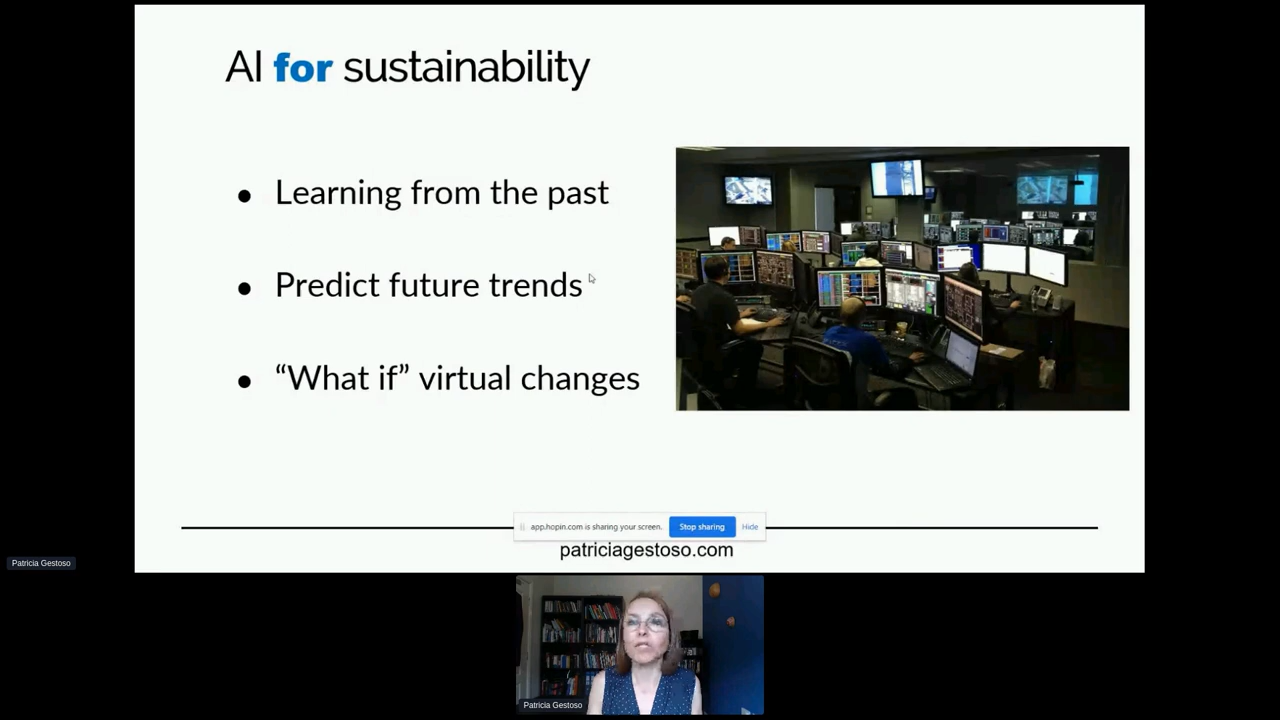 AI for sustainability
● Learning from the past
● Predict future trends
● “What if” virtual changes
app.hopin.com is sharing your screen. Stop sharing Hide
patriciagestoso.com
Patricia Gestoso
Patricia Gestoso